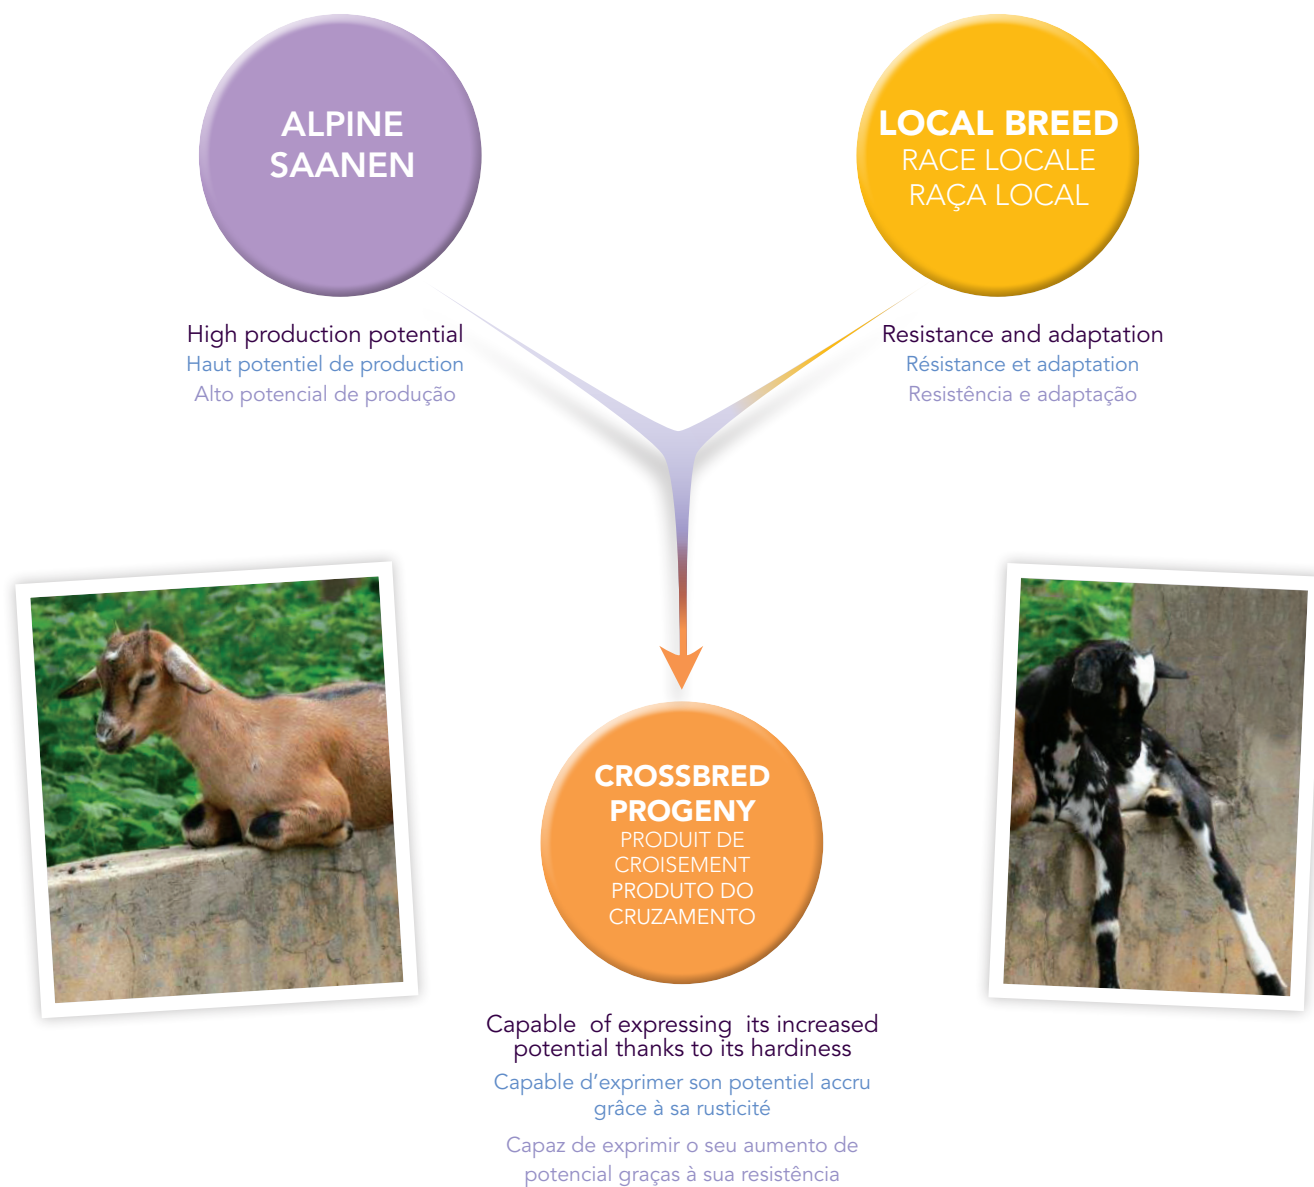 ALPINE
SAANEN
High production potential
Haut potentiel de production
Alto potencial de produção
LOCAL BREED
RACE LOCALE
RAÇA LOCAL
Resistance and adaptation
Résistance et adaptation
Resistência e adaptação
CROSSBRED
PROGENY
PRODUIT DE
CROISEMENT
PRODUTO DO
CRUZAMENTO
Capable of expressing its increased
potential thanks to its hardiness
Capable d’exprimer son potentiel accru
grâce à sa rusticité
Capaz de exprimir o seu aumento de
potencial graças à sua resistência